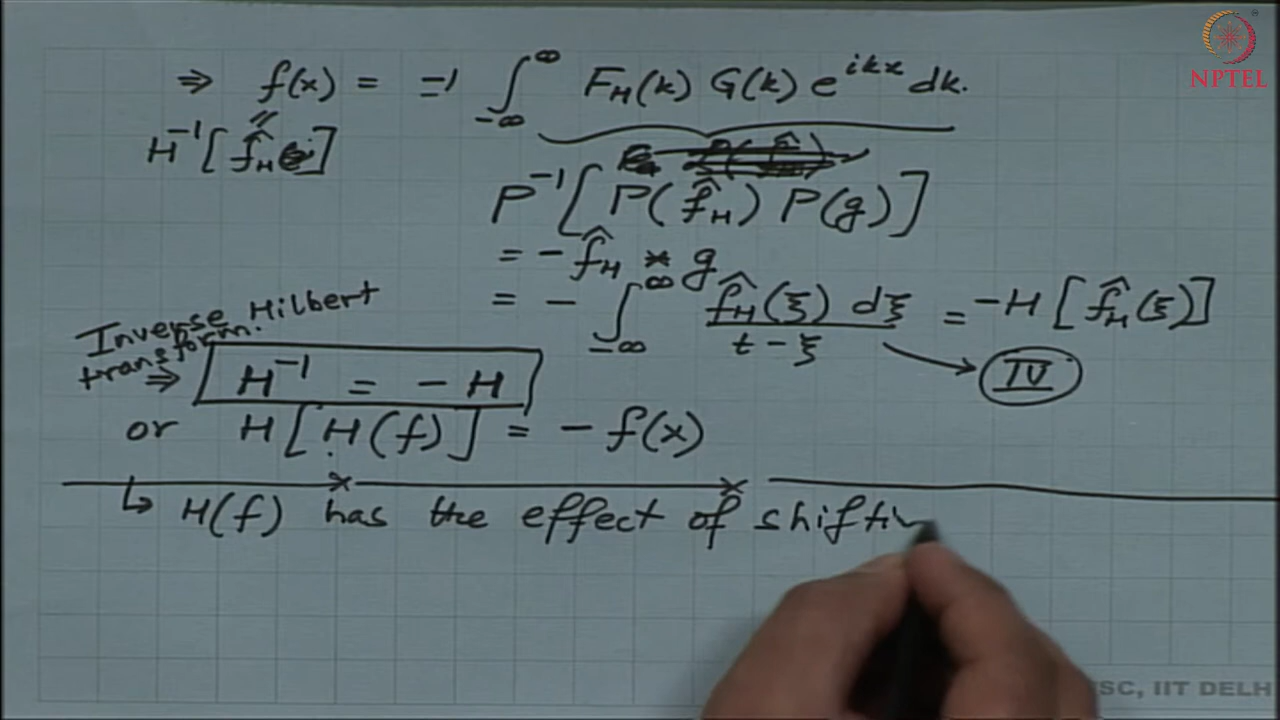 ⇒ f(x) = -1 ∫_{-∞}^{∞} F_H(k) G(k) e^{ikx} dk.
H^{-1}[f̂_H]
P^{-1}[P(f̂_H) P(g)]
= - f̂_H * g
= - ∫_{-∞}^{∞} f̂_H(ξ) dξ / t - ξ = -H[f̂_H(ξ)]
→ IV
Inverse Hilbert
transform.
⇒ H^{-1} = - H
or H[H(f)] = - f(x)
↳ H(f) has the effect of shiftin
NPTEL
SC, IIT DELH